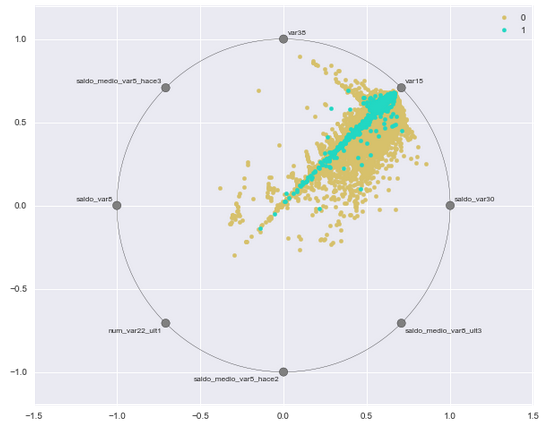 0
1
var38
var15
saldo_medio_var5_hace3
saldo_var5
saldo_var30
num_var22_ult1
saldo_medio_var5_ult3
saldo_medio_var5_hace2
1.0
0.5
0.0
−0.5
−1.0
−1.5
−1.0
−0.5
0.0
0.5
1.0
1.5